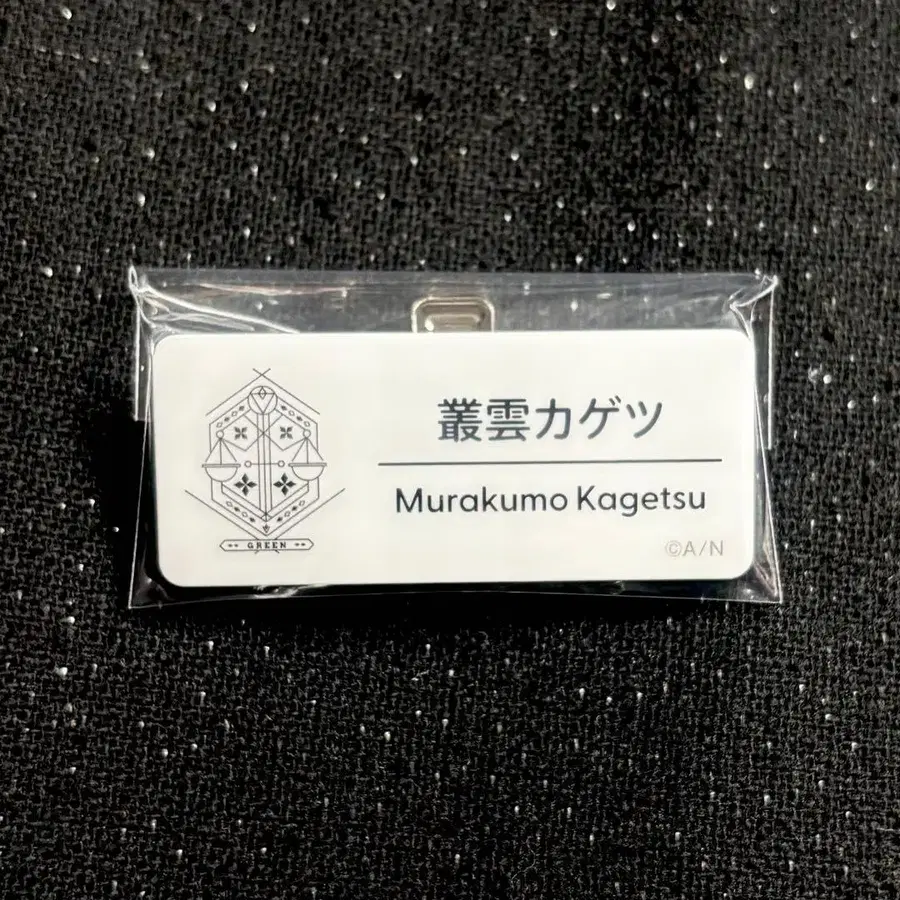 叢雲カゲツ
Murakumo Kagetsu
©A/N
GREEN